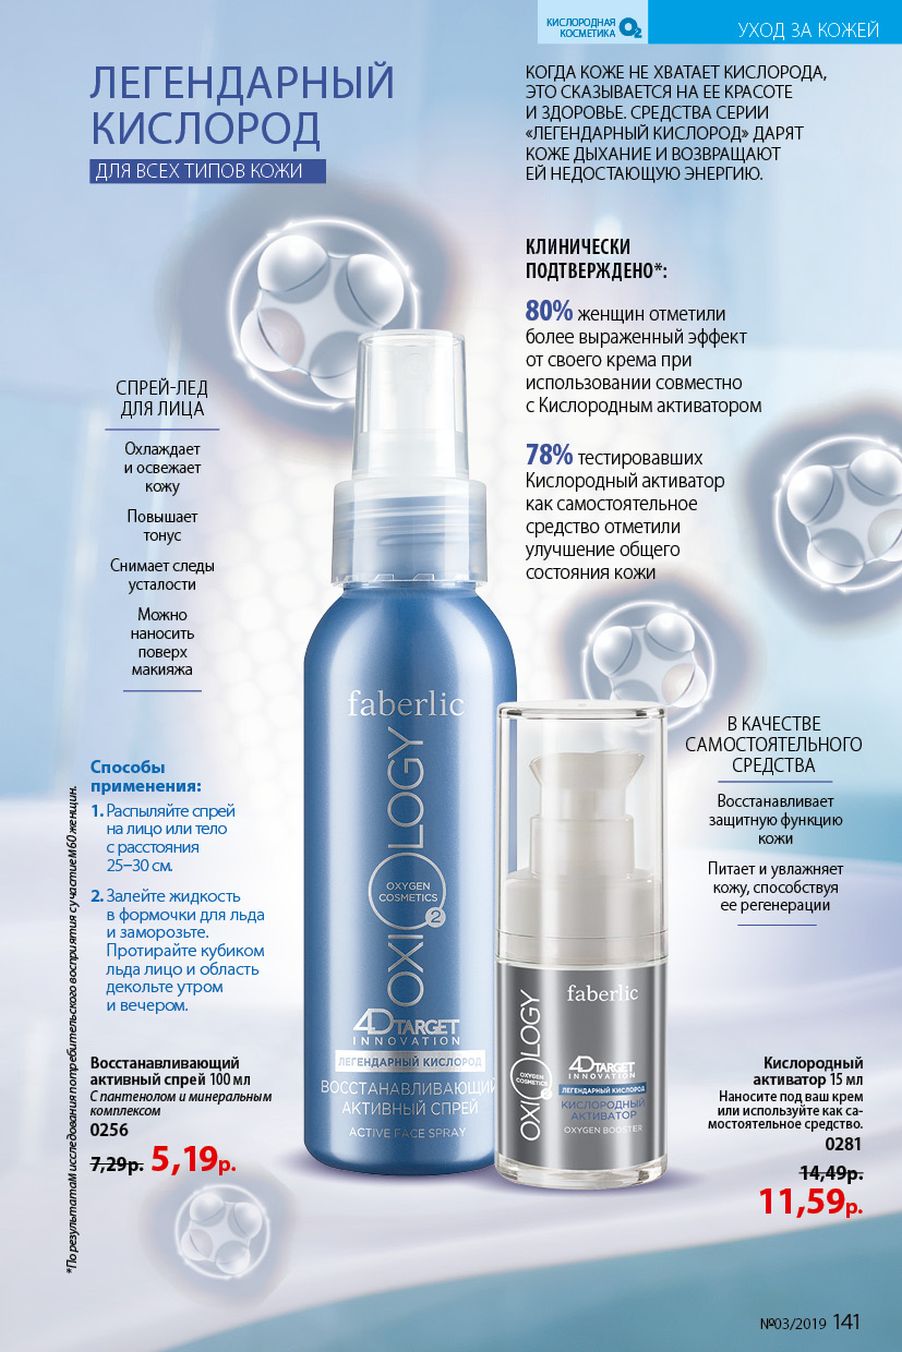 КИСЛОРОДНАЯ
КОСМЕТИКА O2
УХОД ЗА КОЖЕЙ
ЛЕГЕНДАРНЫЙ
КИСЛОРОД
ДЛЯ ВСЕХ ТИПОВ КОЖИ
КОГДА КОЖЕ НЕ ХВАТАЕТ КИСЛОРОДА,
ЭТО СКАЗЫВАЕТСЯ НА ЕЕ КРАСОТЕ
И ЗДОРОВЬЕ. СРЕДСТВА СЕРИИ
«ЛЕГЕНДАРНЫЙ КИСЛОРОД» ДАРЯТ
КОЖЕ ДЫХАНИЕ И ВОЗВРАЩАЮТ
ЕЙ НЕДОСТАЮЩУЮ ЭНЕРГИЮ.
КЛИНИЧЕСКИ
ПОДТВЕРЖДЕНО*:
80% женщин отметили
более выраженный эффект
от своего крема при
использовании совместно
с Кислородным активатором
78% тестировавших
Кислородный активатор
как самостоятельное
средство отметили
улучшение общего
состояния кожи
СПРЕЙ-ЛЕД
ДЛЯ ЛИЦА
Охлаждает
и освежает
кожу
Повышает
тонус
Снимает следы
усталости
Можно
наносить
поверх
макияжа
Способы
применения:
1. Распыляйте спрей
на лицо или тело
с расстояния
25–30 см.
2. Залейте жидкость
в формочки для льда
и заморозьте.
Протирайте кубиком
льда лицо и область
декольте утром
и вечером.
Восстанавливающий
активный спрей 100 мл
С пантенолом и минеральным
комплексом
0256
7,29р. 5,19р.
*По результатам исследования потребительского восприятия с участием 60 женщин.
faberlic
OXIOLOGY
OXYGEN
COSMETICS
2
4D TARGET
INNOVATION
ЛЕГЕНДАРНЫЙ КИСЛОРОД
ВОССТАНАВЛИВАЮЩИЙ
АКТИВНЫЙ СПРЕЙ
ACTIVE FACE SPRAY
faberlic
OXIOLOGY
OXYGEN
COSMETICS
2
4D TARGET
INNOVATION
ЛЕГЕНДАРНЫЙ КИСЛОРОД
КИСЛОРОДНЫЙ
АКТИВАТОР
OXYGEN BOOSTER
В КАЧЕСТВЕ
САМОСТОЯТЕЛЬНОГО
СРЕДСТВА
Восстанавливает
защитную функцию
кожи
Питает и увлажняет
кожу, способствуя
ее регенерации
Кислородный
активатор 15 мл
Наносите под ваш крем
или используйте как са-
мостоятельное средство.
0281
14,49р.
11,59р.
№03/2019 141